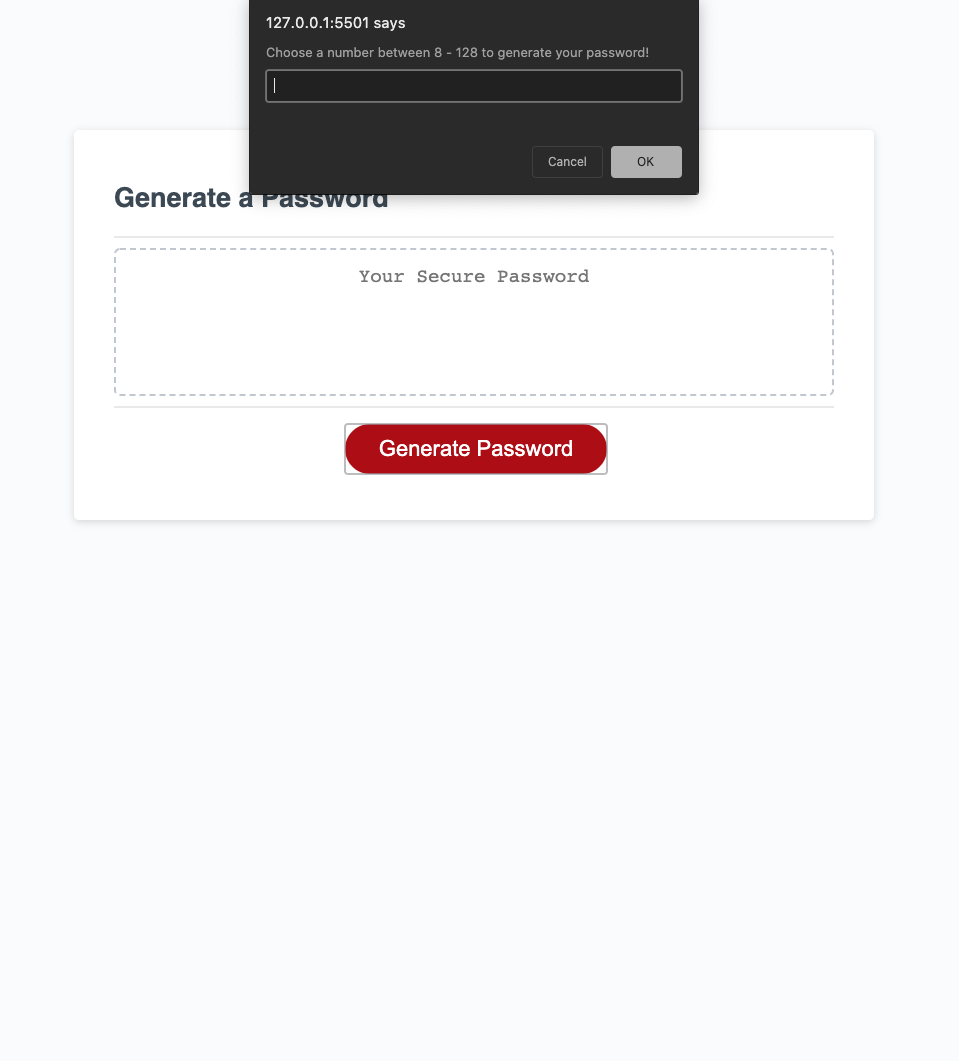 127.0.0.1:5501 says
Choose a number between 8 - 128 to generate your password!
Cancel
OK
Generate a Password
Your Secure Password
Generate Password